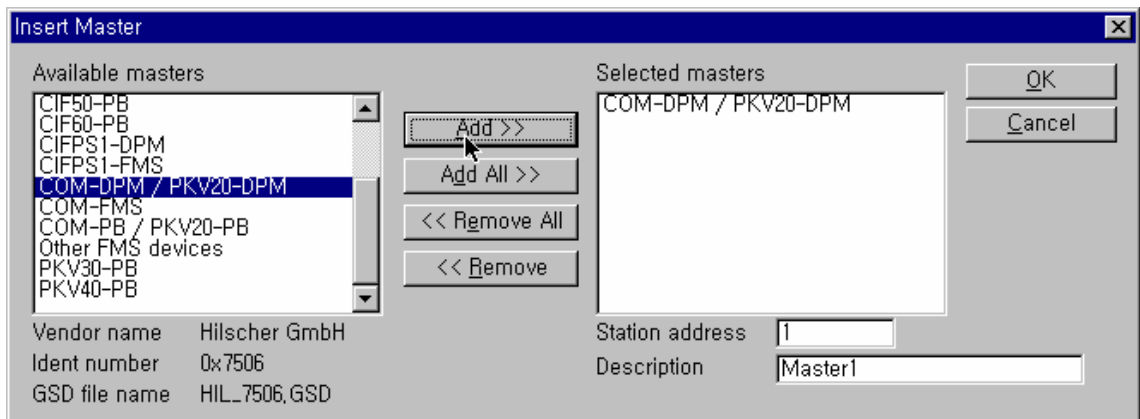 Insert Master
Available masters
CIF50-PB
CIF60-PB
CIFPS1-DPM
CIFPS1-FMS
COM-DPM / PKV20-DPM
COM-FMS
COM-PB / PKV20-PB
Other FMS devices
PKV30-PB
PKV40-PB
Add >>
Add All >>
<< Remove All
<< Remove
Selected masters
COM-DPM / PKV20-DPM
OK
Cancel
Vendor name Hilscher GmbH
Ident number 0x7506
GSD file name HIL_7506.GSD
Station address 1
Description Master1